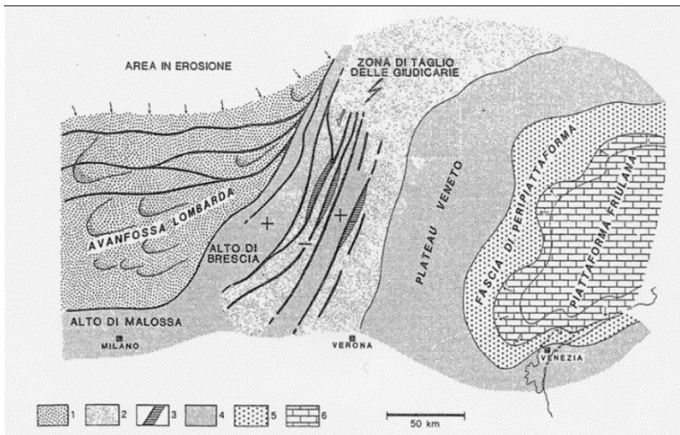 AREA IN EROSIONE
ZONA DI TAGLIO
DELLE GIUDICARIE
AVANFOSSA LOMBARDA
ALTO DI
BRESCIA
PLATEAU VENETO
FASCIA DI PERIPIATTAFORMA
PIATTAFORMA FRIULANA
ALTO DI MALOSSA
MILANO
VERONA
VENEZIA
1 2 3 4 5 6
50 km